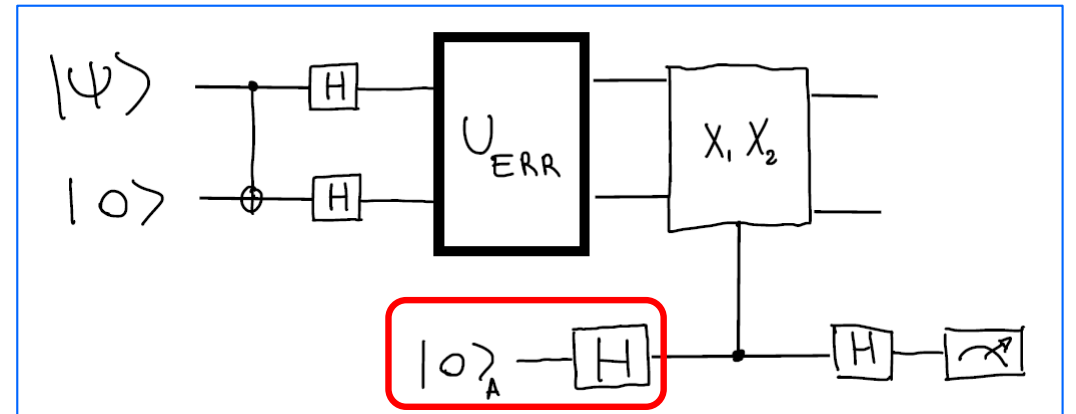 |ψ⟩ H
U_ERR
X₁ X₂
|0⟩ H
|0⟩_A H H